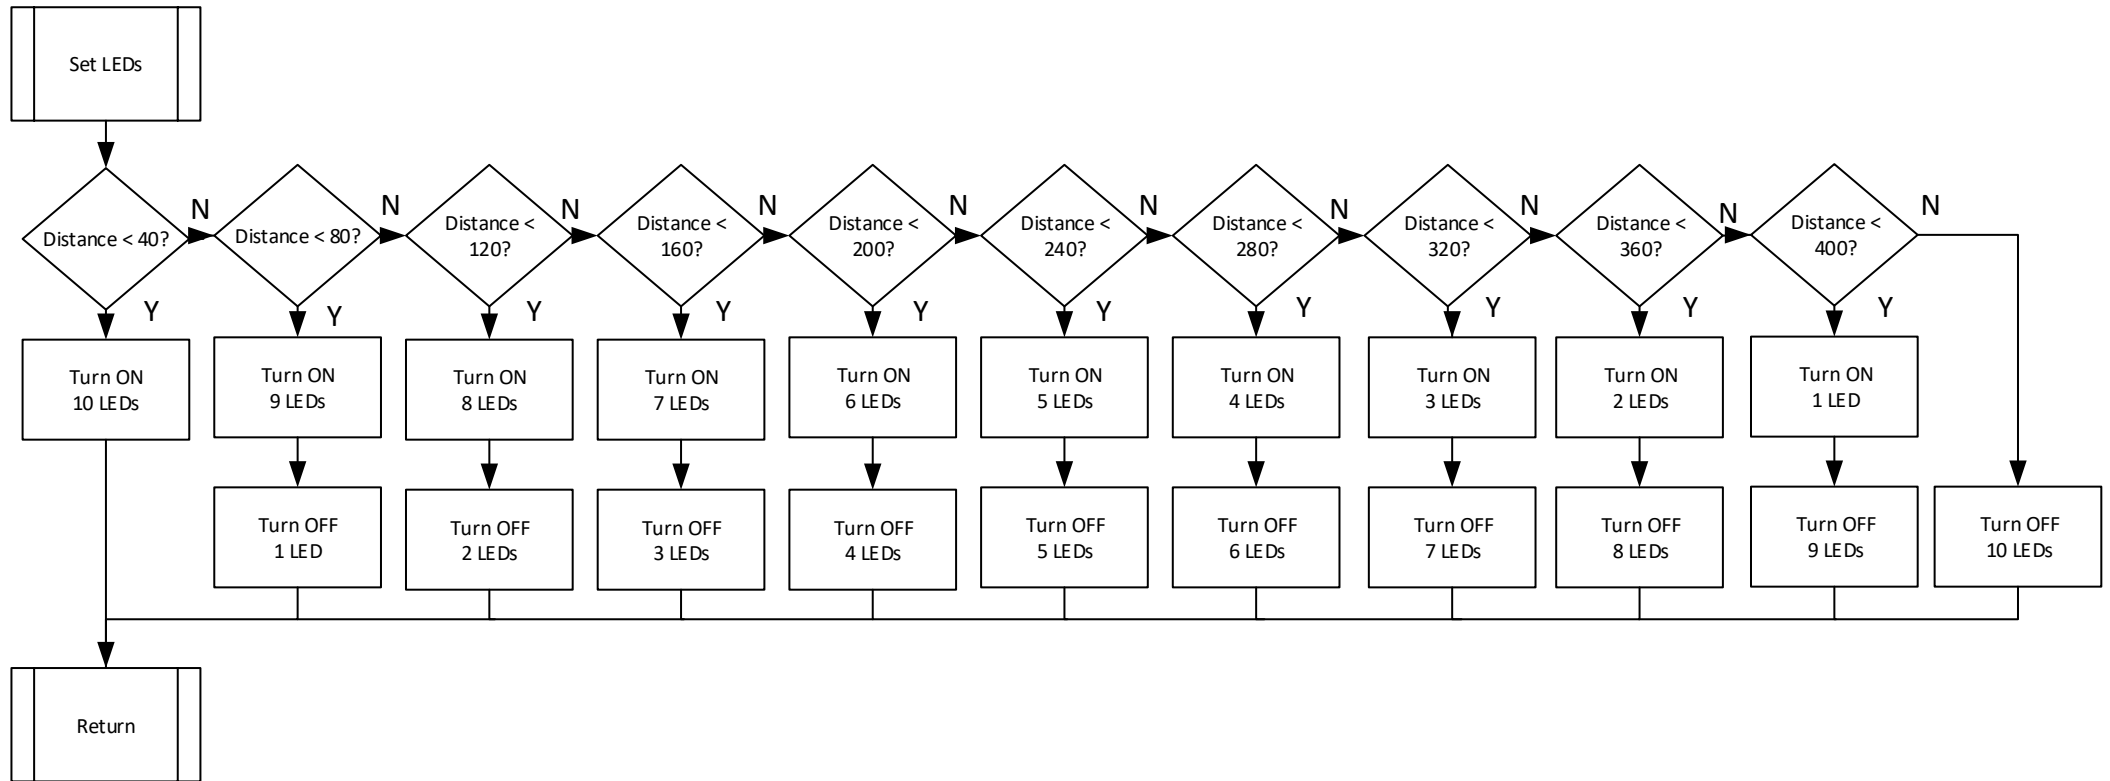 Set LEDs
Distance < 40?
N
Y
Distance < 80?
N
Y
Distance <
120?
N
Y
Distance <
160?
N
Y
Distance <
200?
N
Y
Distance <
240?
N
Y
Distance <
280?
N
Y
Distance <
320?
N
Y
Distance <
360?
N
Y
Distance <
400?
N
Y
Turn ON
10 LEDs
Turn ON
9 LEDs
Turn ON
8 LEDs
Turn ON
7 LEDs
Turn ON
6 LEDs
Turn ON
5 LEDs
Turn ON
4 LEDs
Turn ON
3 LEDs
Turn ON
2 LEDs
Turn ON
1 LED
Turn OFF
1 LED
Turn OFF
2 LEDs
Turn OFF
3 LEDs
Turn OFF
4 LEDs
Turn OFF
5 LEDs
Turn OFF
6 LEDs
Turn OFF
7 LEDs
Turn OFF
8 LEDs
Turn OFF
9 LEDs
Turn OFF
10 LEDs
Return